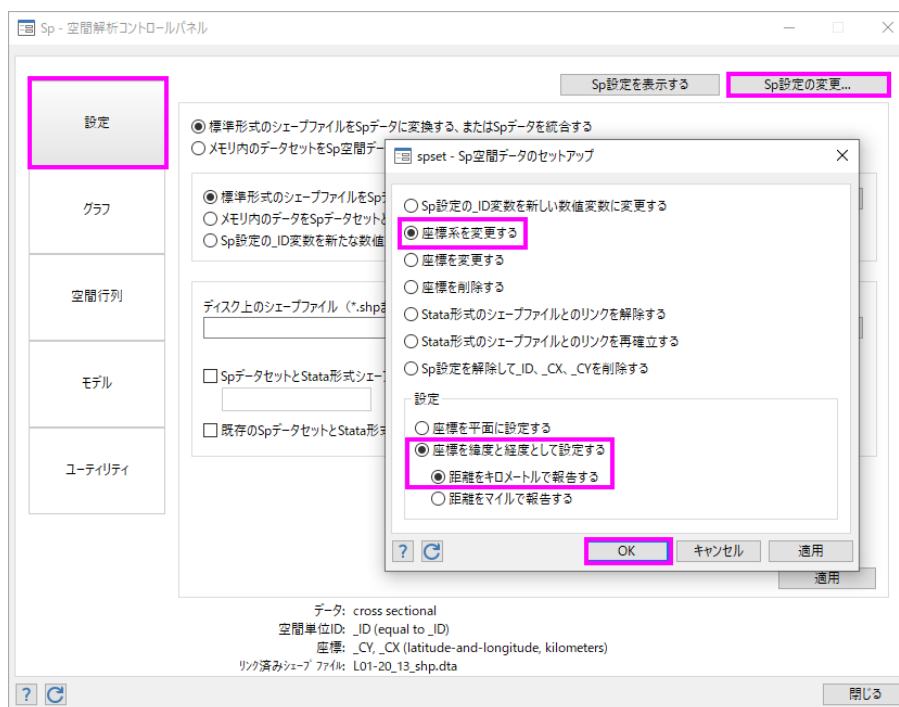 Sp - 空間解析コントロールパネル
Sp設定を表示する
Sp設定の変更...
設定
グラフ
空間行列
モデル
ユーティリティ
標準形式のシェープファイルをSpデータに変換する、またはSpデータを統合する
メモリ内のデータセットをSp空間デー
標準形式のシェープファイルをSpデ
メモリ内のデータをSpデータセットと
Sp設定の_ID変数を新たな数値
ディスク上のシェープファイル（*.shpま
SpデータセットとStata形式シェー
既存のSpデータセットとStata形式
spset - Sp空間データのセットアップ
Sp設定の_ID変数を新しい数値変数に変更する
座標系を変更する
座標を変更する
座標を削除する
Stata形式のシェープファイルとのリンクを解除する
Stata形式のシェープファイルとのリンクを再確立する
Sp設定を解除して_ID、_CX、_CYを削除する
設定
座標を平面に設定する
座標を緯度と経度として設定する
距離をキロメートルで報告する
距離をマイルで報告する
?
OK
キャンセル
適用
適用
データ: cross sectional
空間単位ID: _ID (equal to _ID)
座標: _CY, _CX (latitude-and-longitude, kilometers)
リンク済みシェープ ファイル: L01-20_13_shp.dta
?
閉じる